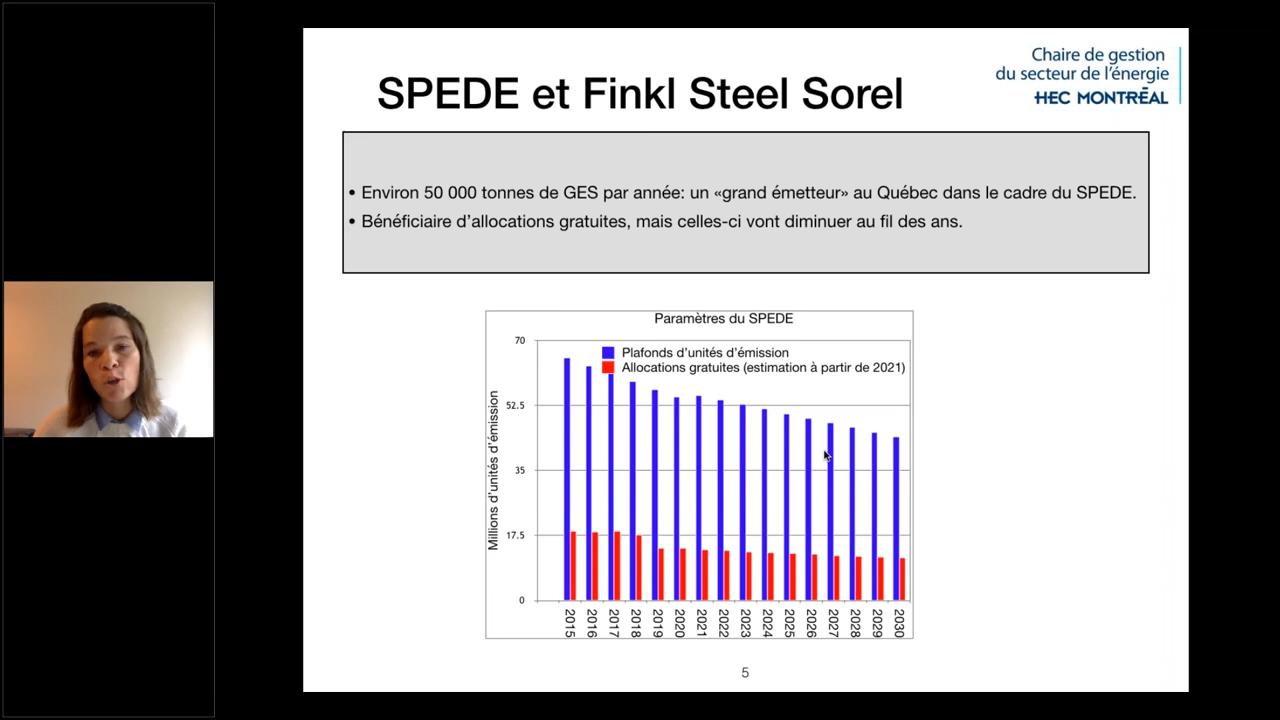 Chaire de gestion
du secteur de l'énergie
HEC MONTRÉAL
SPEDE et Finkl Steel Sorel
• Environ 50 000 tonnes de GES par année: un «grand émetteur» au Québec dans le cadre du SPEDE.
• Bénéficiaire d'allocations gratuites, mais celles-ci vont diminuer au fil des ans.
Paramètres du SPEDE
Plafonds d'unités d'émission
Allocations gratuites (estimation à partir de 2021)
Millions d'unités d'émission
70
52.5
35
17.5
0
2015
2016
2017
2018
2019
2020
2021
2022
2023
2024
2025
2026
2027
2028
2029
2030
5